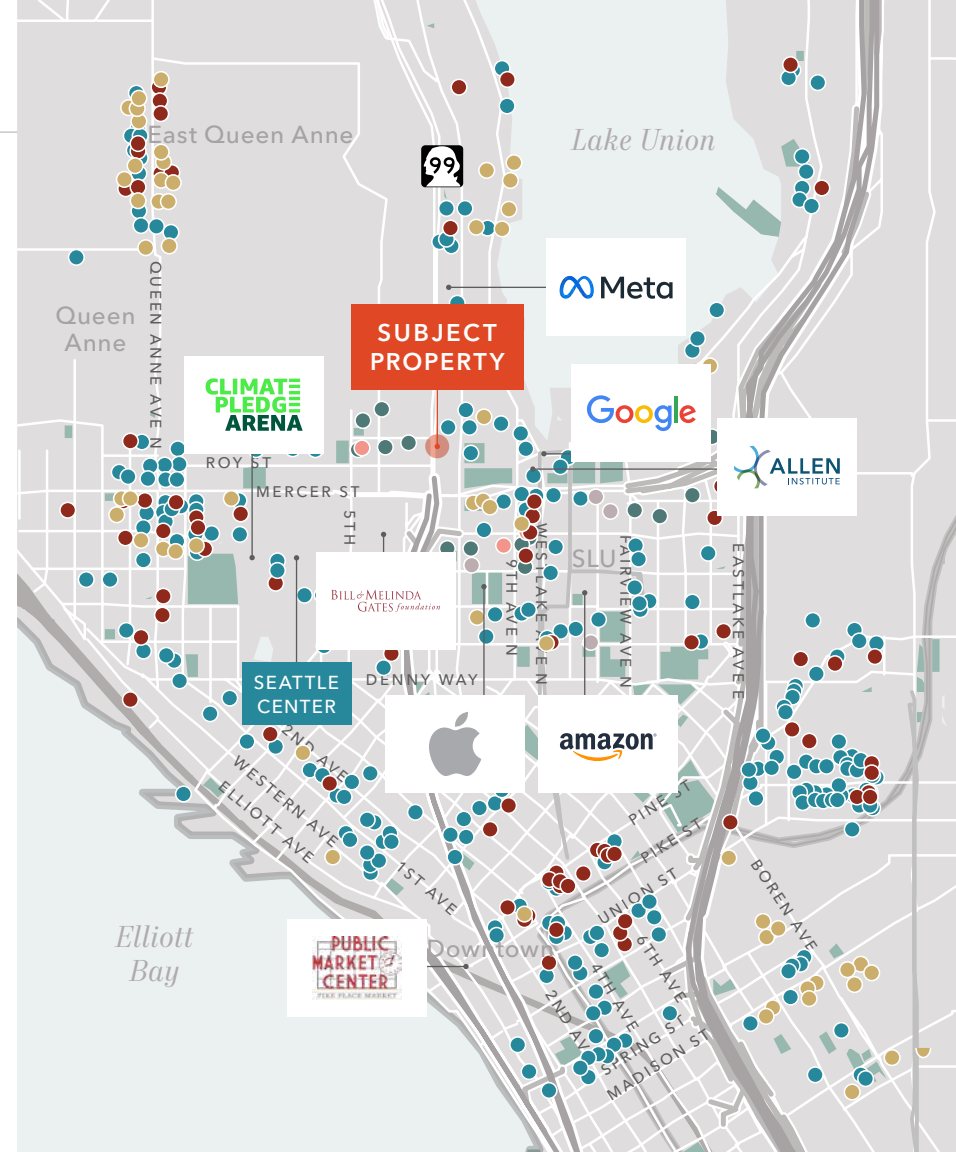 East Queen Anne
Lake Union
99
QUEEN ANNE AVE N
Meta
Queen
Anne
SUBJECT
PROPERTY
CLIMATE
PLEDGE
ARENA
Google
ALLEN
INSTITUTE
ROY ST
MERCER ST
5TH
WESTLAKE AVE N
9TH AVE N
SLU
FAIRVIEW AVE N
EASTLAKE AVE E
BILL & MELINDA
GATES foundation
SEATTLE
CENTER
DENNY WAY
amazon
2ND AVE
WESTERN AVE
ELLIOTT AVE
1ST AVE
PINE ST
PIKE ST
UNION ST
BOREN AVE
Elliott
Bay
PUBLIC
MARKET
CENTER
PIKE PLACE MARKET
Downtown
6TH AVE
4TH AVE
2ND AV
SPRING ST
MADISON ST